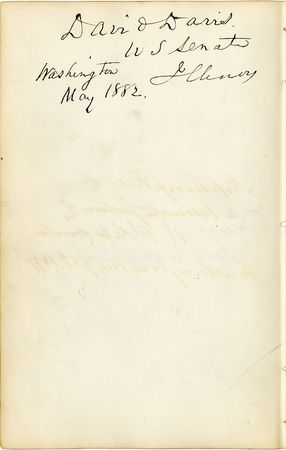 David Davis.
U S Senate
Illinois
Washington
May 1882.